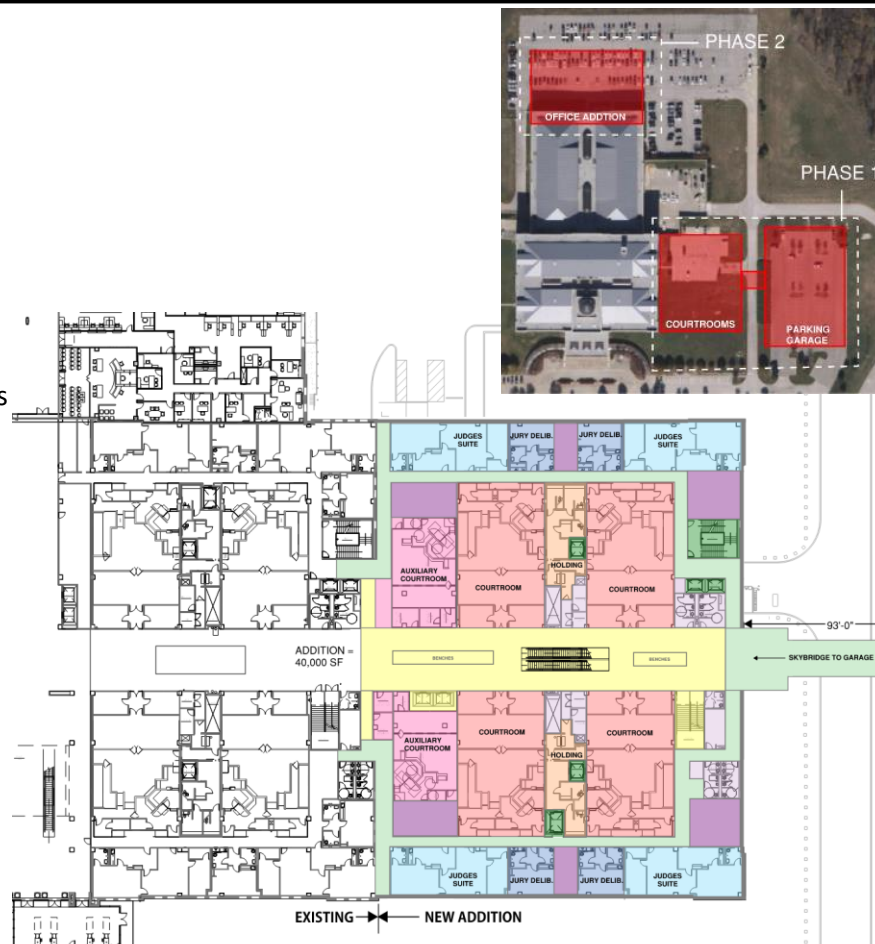 PHASE 2
OFFICE ADDTION
PHASE 1
COURTROOMS
PARKING
GARAGE
s
JUDGES
SUITE
JURY DELIB.
JURY DELIB.
JUDGES
SUITE
AUXILIARY
COURTROOM
COURTROOM
HOLDING
COURTROOM
93'-0"
ADDITION =
40,000 SF
BENCHES
BENCHES
SKYBRIDGE TO GARAGE
AUXILIARY
COURTROOM
COURTROOM
HOLDING
COURTROOM
JUDGES
SUITE
JURY DELIB.
JURY DELIB.
JUDGES
SUITE
EXISTING
NEW ADDITION